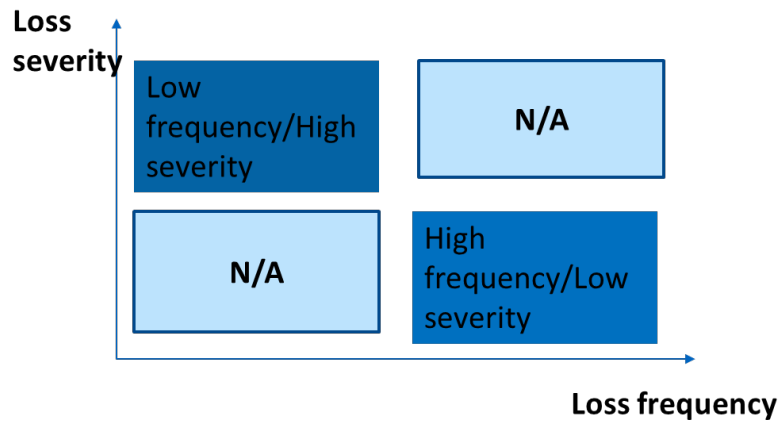 Loss
severity
Low
frequency/High
severity
N/A
N/A
High
frequency/Low
severity
Loss frequency